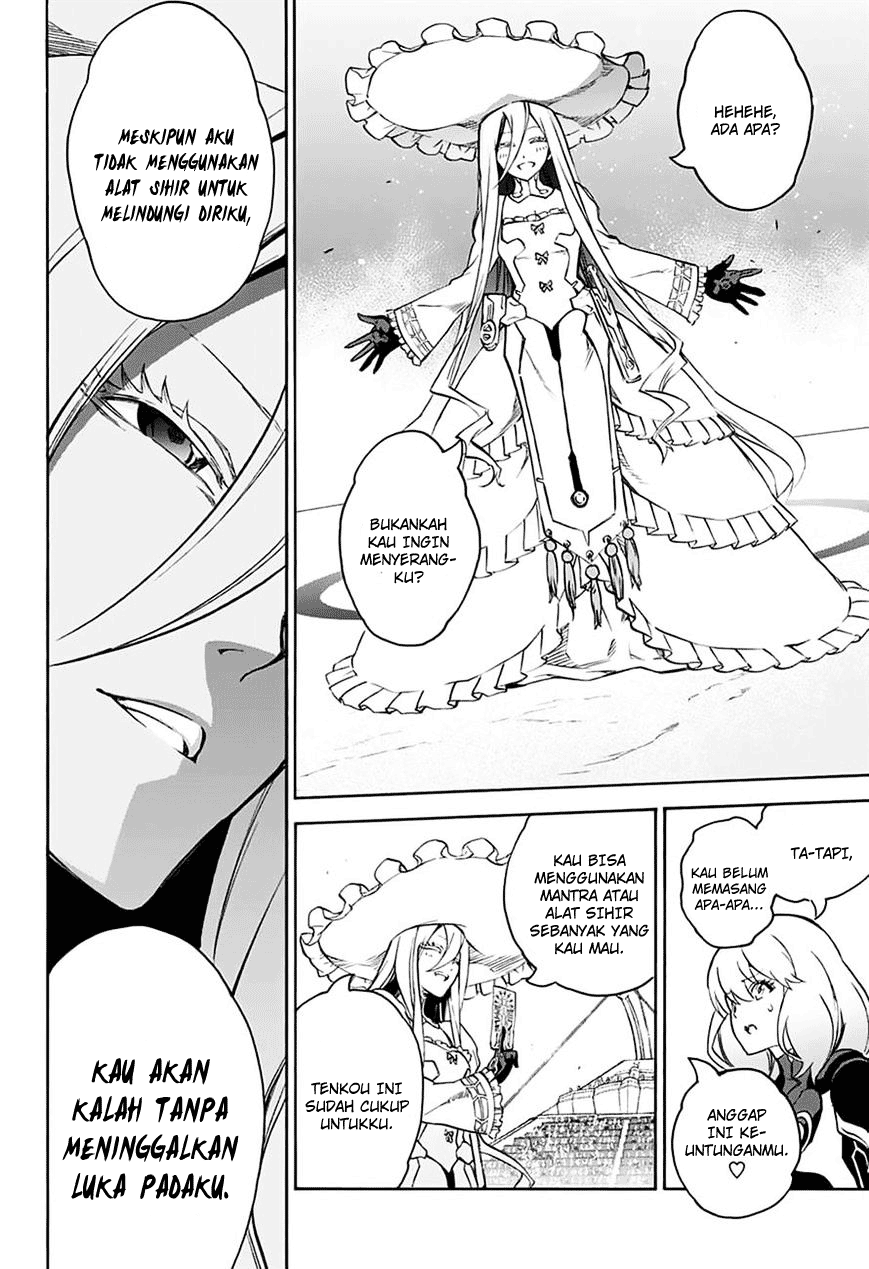 HEHEHE,
ADA APA?
BUKANKAH
KAU INGIN
MENYERANG-
KU?
TA-TAPI,
KAU BELUM
MEMASANG
APA-APA...
ANGGAP
INI KE-
UNTUNGANMU.
♡
KAU BISA
MENGGUNAKAN
MANTRA ATAU
ALAT SIHIR
SEBANYAK YANG
KAU MAU.
TENKOU INI
SUDAH CUKUP
UNTUKKU.
MESKIPUN AKU
TIDAK MENGGUNAKAN
ALAT SIHIR UNTUK
MELINDUNGI DIRIKU,
KAU AKAN
KALAH TANPA
MENINGGALKAN
LUKA PADAKU.